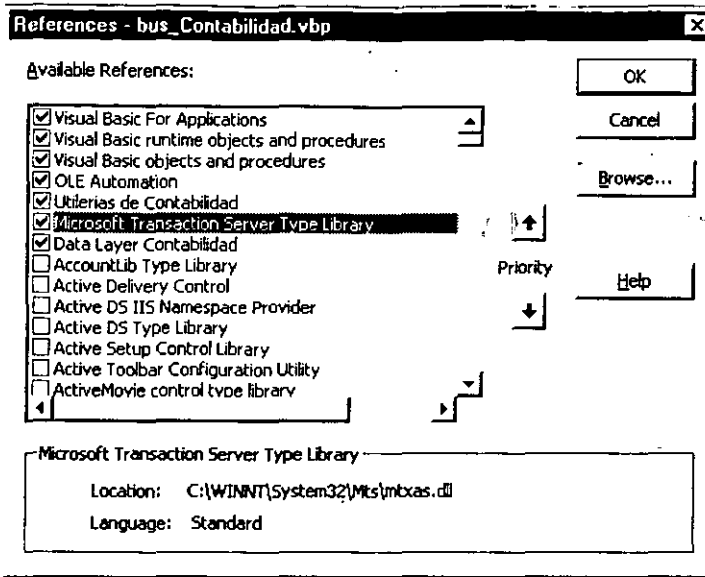 References - bus_Contabilidad.vbp
Available References:
OK
Cancel
Browse...
Priority
Help
Visual Basic For Applications
Visual Basic runtime objects and procedures
Visual Basic objects and procedures
OLE Automation
Utilerias de Contabilidad
Microsoft Transaction Server Type Library
Data Layer Contabilidad
AccountLib Type Library
Active Delivery Control
Active DS IIS Namespace Provider
Active DS Type Library
Active Setup Control Library
Active Toolbar Configuration Utility
ActiveMovie control type library
Microsoft Transaction Server Type Library
Location: C:\WINNT\System32\Mts\mtxas.dll
Language: Standard